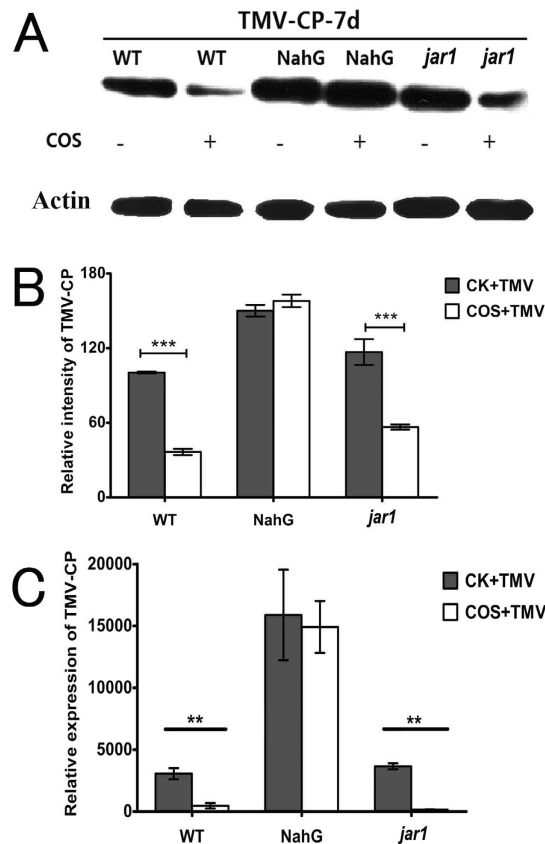 A
TMV-CP-7d
WT WT NahG NahG jar1 jar1
COS - + - + - +
Actin
B
Relative intensity of TMV-CP
180
120
60
0
***
***
CK+TMV
COS+TMV
WT NahG jar1
C
Relative expression of TMV-CP
20000
15000
10000
5000
0
**
**
CK+TMV
COS+TMV
WT NahG jar1